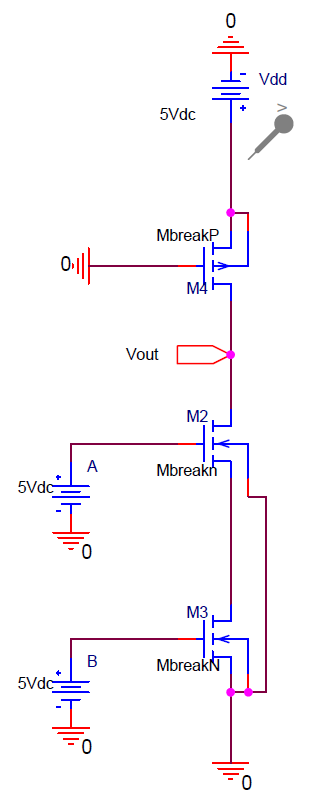 0
Vdd
5Vdc
V
MbreakP
0
M4
Vout
M2
A
Mbreakn
5Vdc
0
M3
B
MbreakN
5Vdc
0
0